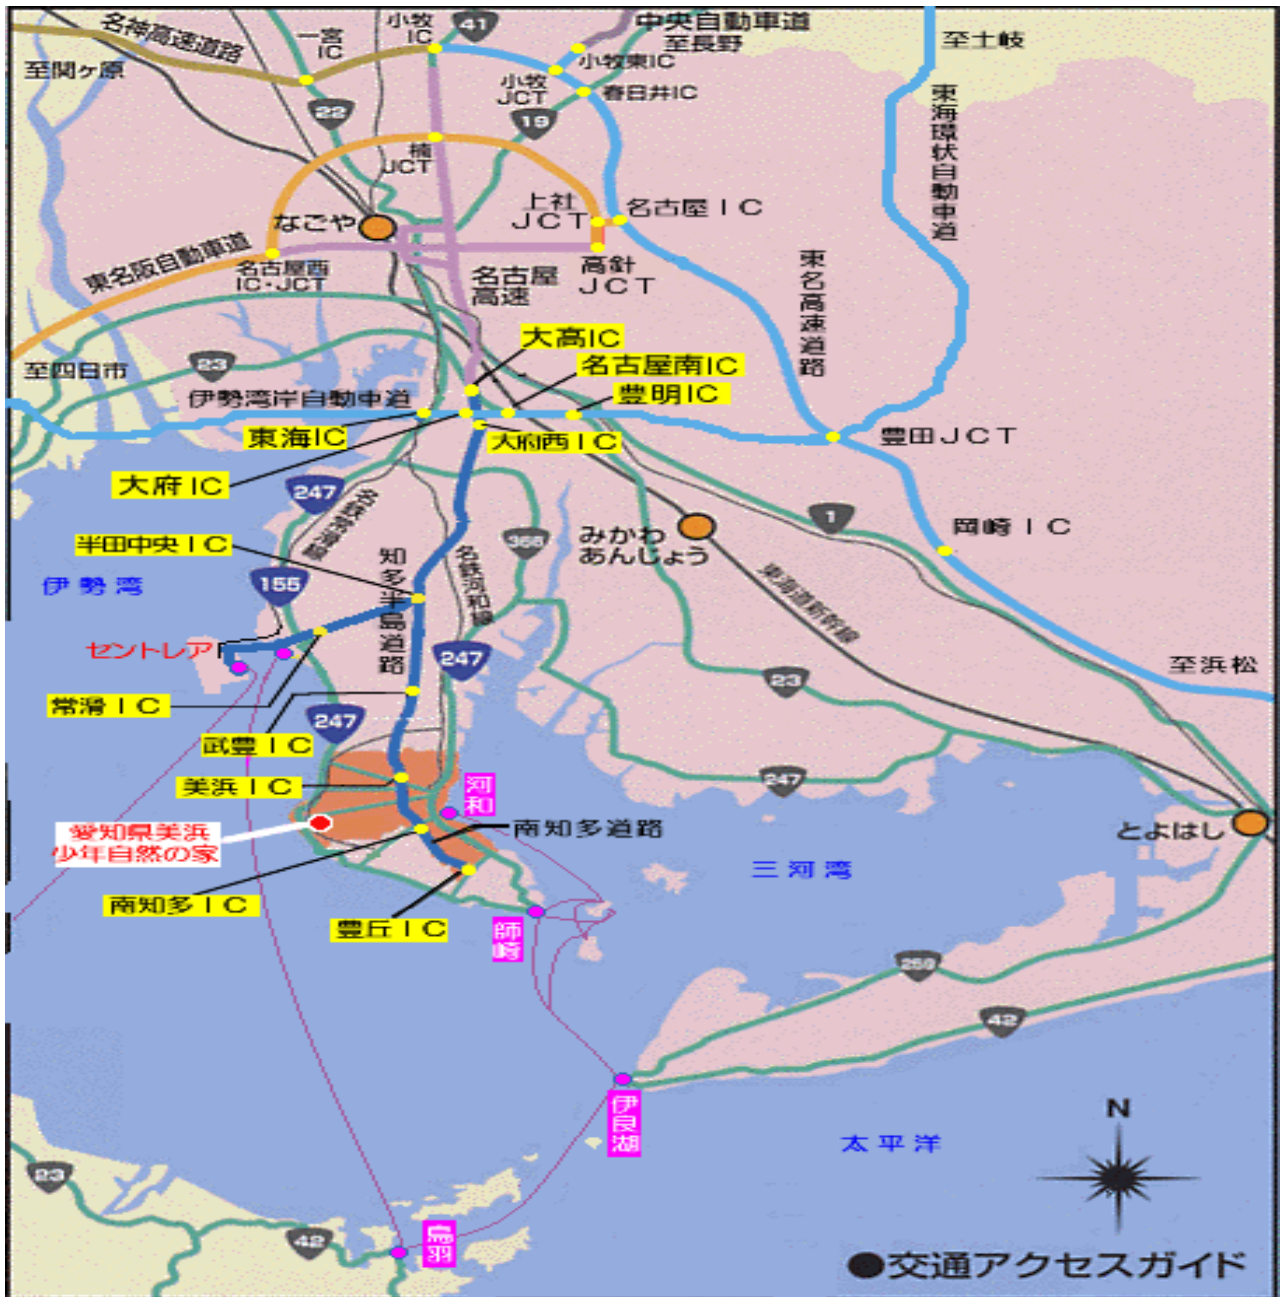 名神高速道路
一宮
IC
小牧
IC
41
中央自動車道
至長野
小牧東IC
小牧
JCT
春日井IC
至土岐
東海環状自動車道
至関ヶ原
22
19
楠
JCT
上社
JCT
名古屋IC
なごや
高針
JCT
東名高速道路
東名阪自動車道
名古屋西
IC・JCT
名古屋
高速
大高IC
名古屋南IC
23
至四日市
豊明IC
伊勢湾岸自動車道
東海IC
大府西IC
豊田JCT
大府IC
247
名鉄常滑線
みかわ
あんじょう
1
岡崎IC
半田中央IC
366
知多半島道路
名鉄河和線
東海道新幹線
伊勢湾
155
セントレア
247
至浜松
23
常滑IC
247
武豊IC
美浜IC
河和
247
愛知県美浜
少年自然の家
南知多道路
とよはし
三河湾
南知多IC
豊丘IC
師崎
259
42
伊良湖
N
太平洋
23
42
鳥羽
●交通アクセスガイド